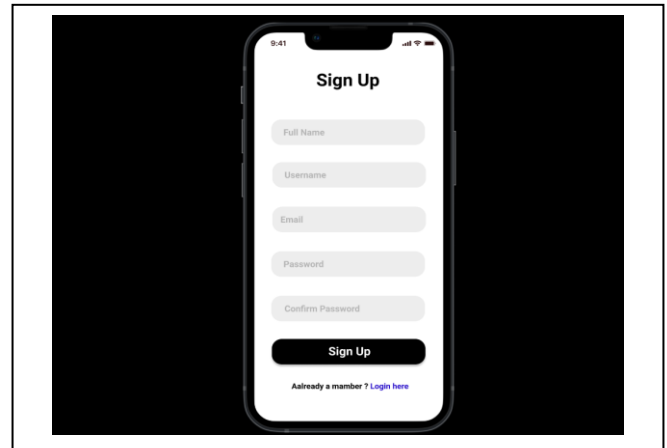 9:41
Sign Up
Full Name
Username
Email
Password
Confirm Password
Sign Up
Aalready a mamber ? Login here